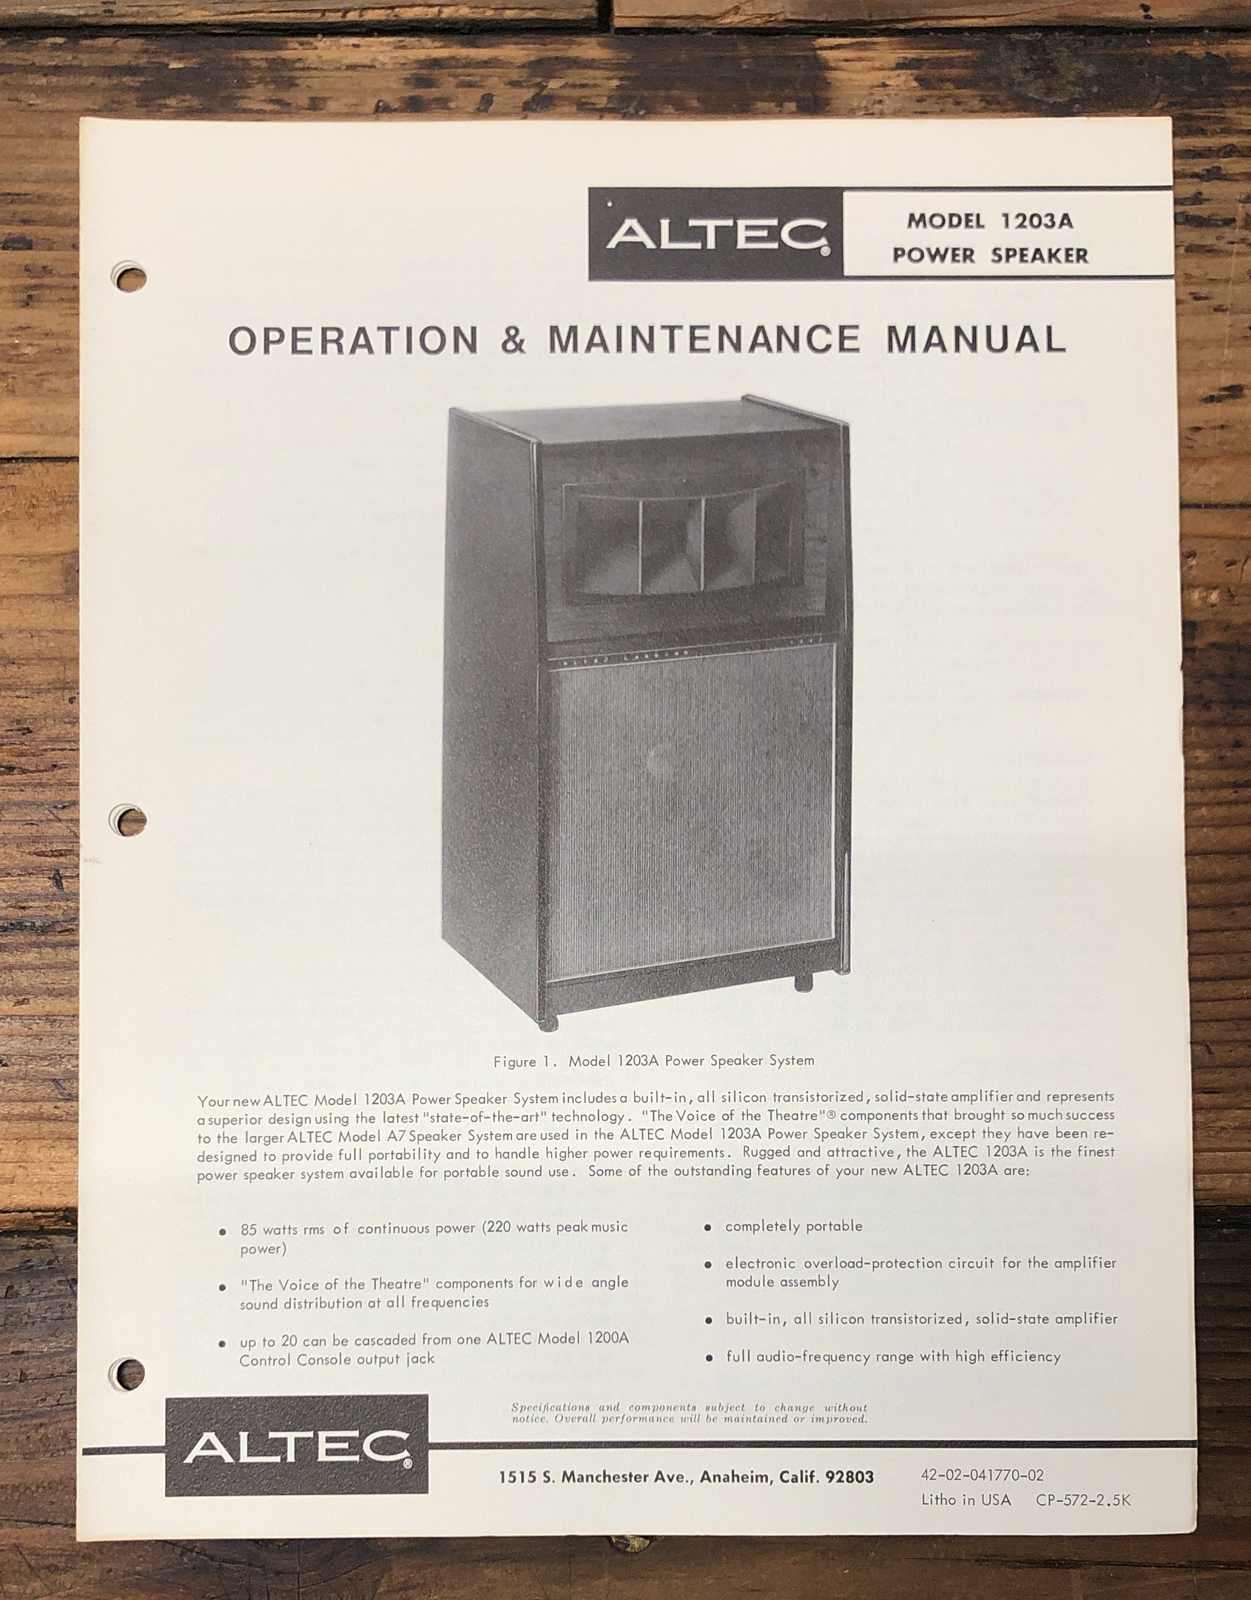 ALTEC®
MODEL 1203A
POWER SPEAKER
OPERATION & MAINTENANCE MANUAL
Figure 1. Model 1203A Power Speaker System
Your new ALTEC Model 1203A Power Speaker System includes a built-in, all silicon transistorized, solid-state amplifier and represents
a superior design using the latest "state-of-the-art" technology. "The Voice of the Theatre"® components that brought so much success
to the larger ALTEC Model A7 Speaker System are used in the ALTEC Model 1203A Power Speaker System, except they have been re-
designed to provide full portability and to handle higher power requirements. Rugged and attractive, the ALTEC 1203A is the finest
power speaker system available for portable sound use. Some of the outstanding features of your new ALTEC 1203A are:
• 85 watts rms of continuous power (220 watts peak music
power)
• "The Voice of the Theatre" components for wide angle
sound distribution at all frequencies
• up to 20 can be cascaded from one ALTEC Model 1200A
Control Console output jack
• completely portable
• electronic overload-protection circuit for the amplifier
module assembly
• built-in, all silicon transistorized, solid-state amplifier
• full audio-frequency range with high efficiency
Specifications and components subject to change without
notice. Overall performance will be maintained or improved.
ALTEC®
1515 S. Manchester Ave., Anaheim, Calif. 92803
42-02-041770-02
Litho in USA CP-572-2.5K